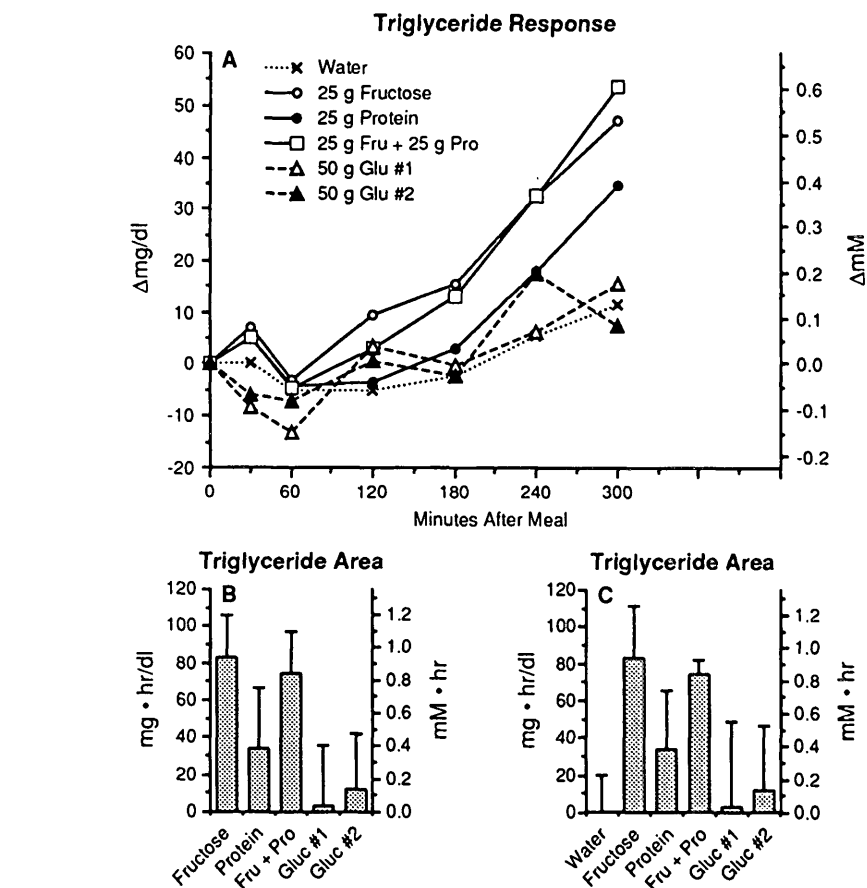 Triglyceride Response
A
Water
25 g Fructose
25 g Protein
25 g Fru + 25 g Pro
50 g Glu #1
50 g Glu #2
60
50
40
30
20
10
0
-10
-20
Δmg/dl
0.6
0.5
0.4
0.3
0.2
0.1
0.0
-0.1
-0.2
ΔmM
0 60 120 180 240 300
Minutes After Meal
Triglyceride Area
B
120
100
80
60
40
20
0
mg • hr/dl
1.2
1.0
0.8
0.6
0.4
0.2
0.0
mM • hr
Fructose
Protein
Fru + Pro
Gluc #1
Gluc #2
Triglyceride Area
C
120
100
80
60
40
20
0
mg • hr/dl
1.2
1.0
0.8
0.6
0.4
0.2
0.0
mM • hr
Water
Fructose
Protein
Fru + Pro
Gluc #1
Gluc #2